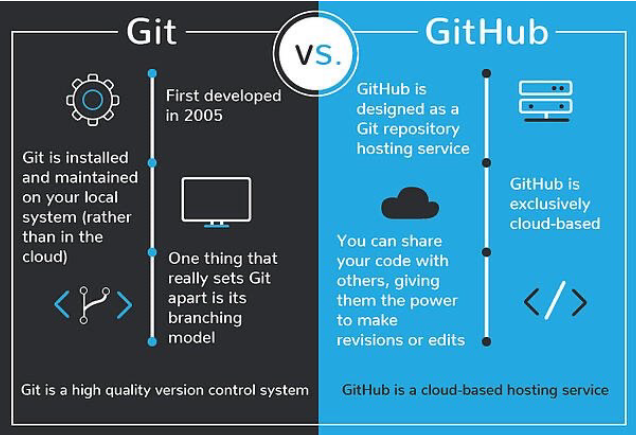 Git
VS.
GitHub
First developed
in 2005
Git is installed
and maintained
on your local
system (rather
than in the
cloud)
One thing that
really sets Git
apart is its
branching
model
Git is a high quality version control system
GitHub is
designed as a
Git repository
hosting service
GitHub is
exclusively
cloud-based
You can share
your code with
others, giving
them the power
to make
revisions or edits
GitHub is a cloud-based hosting service